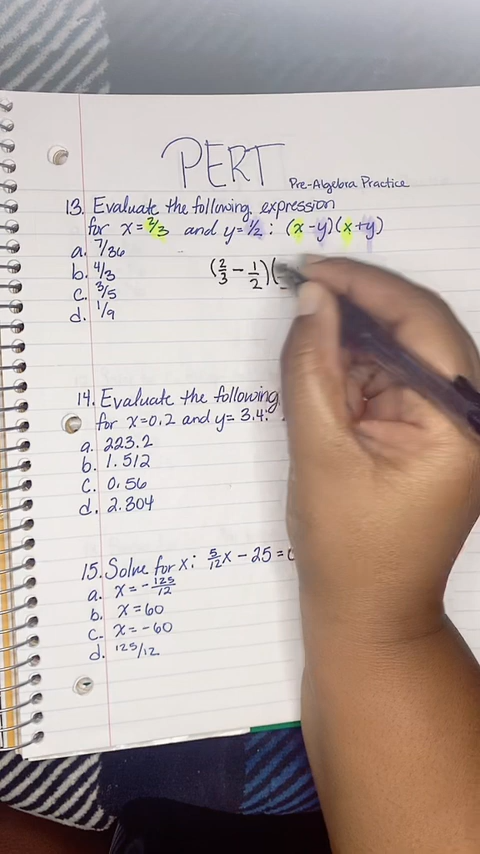 PERT
Pre-Algebra Practice
13. Evaluate the following expression
for x = 2/3 and y = 1/2 : (x - y)(x + y)
a. 7/36
b. 4/3
c. 3/5
d. 1/9
(2/3 - 1/2)(
14. Evaluate the following
for x=0.2 and y= 3.4:
a. 223.2
b. 1.512
c. 0.56
d. 2.304
15. Solve for x: 5/12x - 25 =
a. x = - 125/12
b. x = 60
c. x = -60
d. 125/12